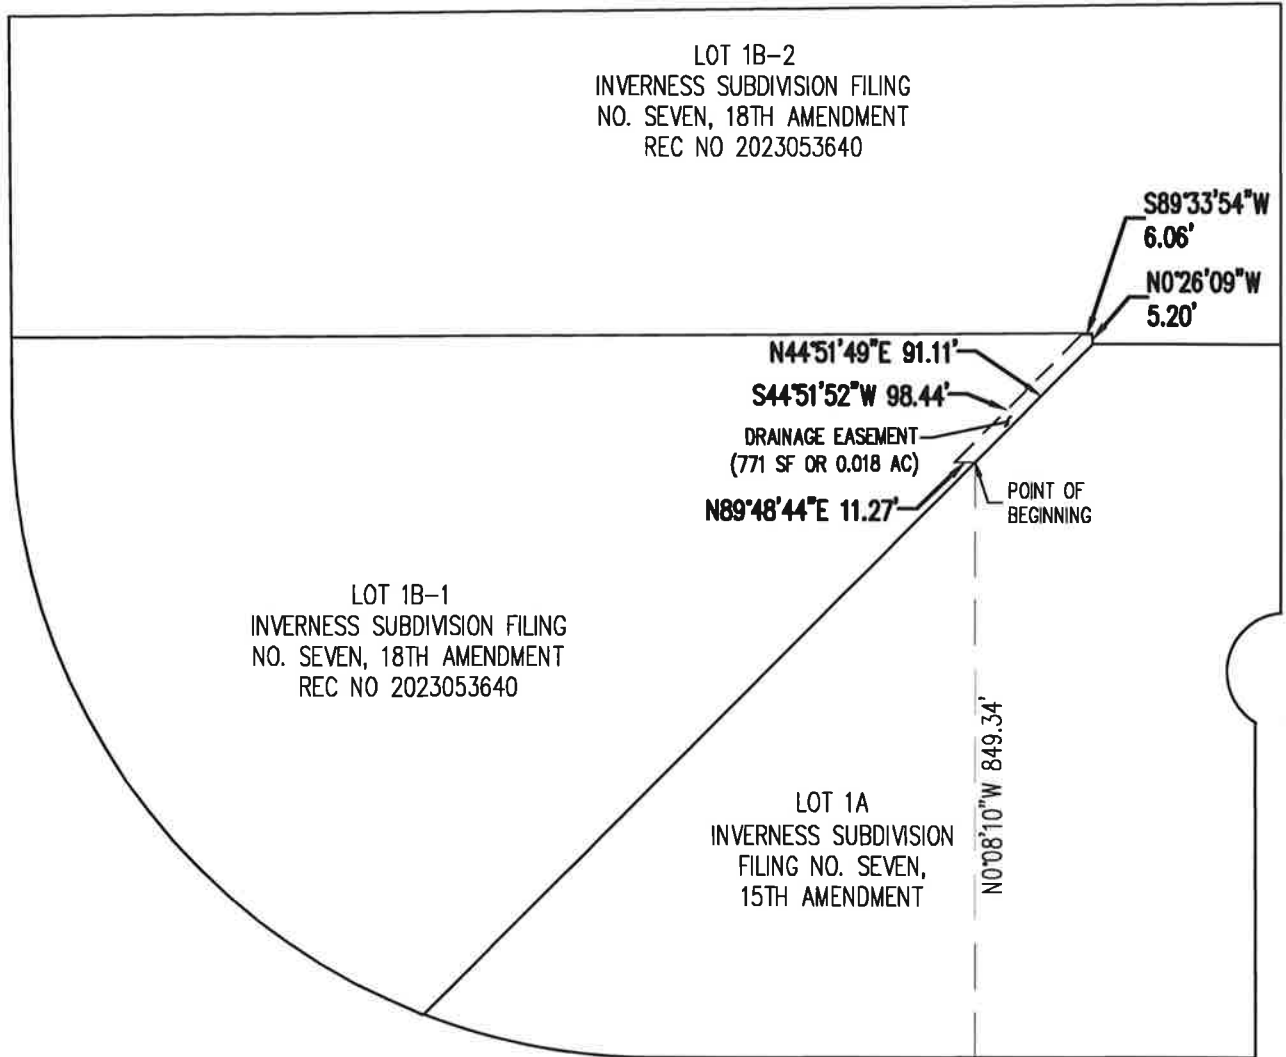 LOT 1B-2
INVERNESS SUBDIVISION FILING
NO. SEVEN, 18TH AMENDMENT
REC NO 2023053640
S89°33'54"W
6.06'
N0°26'09"W
5.20'
N44°51'49"E 91.11'
S44°51'52"W 98.44'
DRAINAGE EASEMENT
(771 SF OR 0.018 AC)
N89°48'44"E 11.27'
POINT OF
BEGINNING
LOT 1B-1
INVERNESS SUBDIVISION FILING
NO. SEVEN, 18TH AMENDMENT
REC NO 2023053640
N0°08'10"W 849.34'
LOT 1A
INVERNESS SUBDIVISION
FILING NO. SEVEN,
15TH AMENDMENT